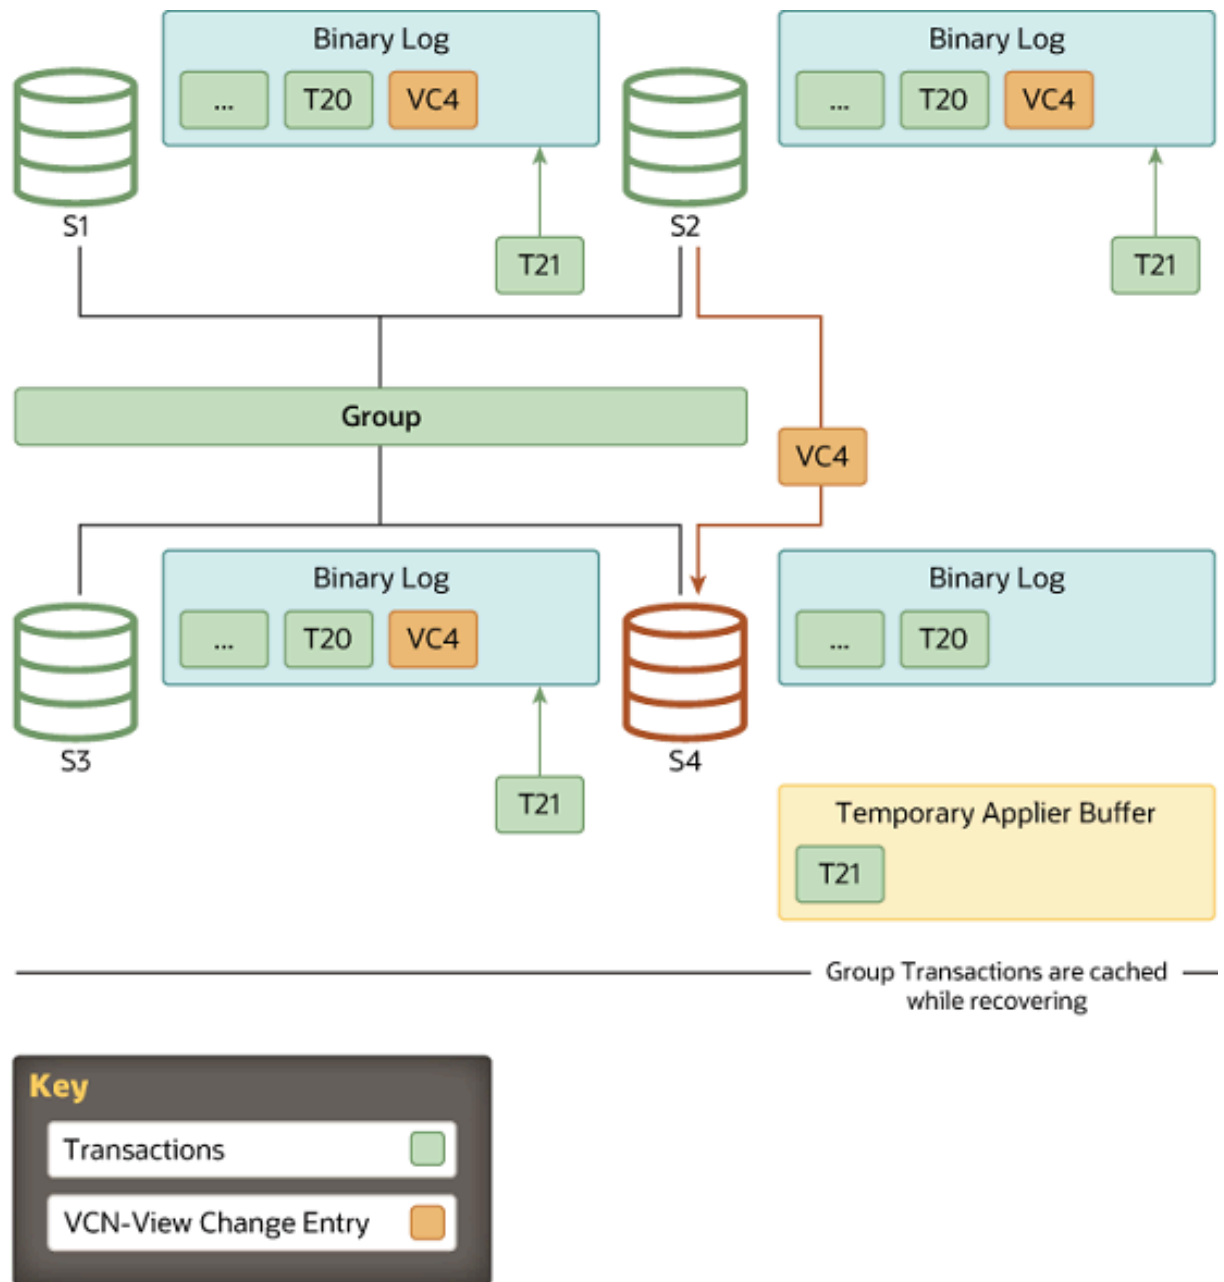 Binary Log
... T20 VC4
S1
T21
Binary Log
... T20 VC4
S2
T21
Group
VC4
Binary Log
... T20 VC4
S3
T21
Binary Log
... T20
S4
Temporary Applier Buffer
T21
Group Transactions are cached
while recovering
Key
Transactions
VCN-View Change Entry